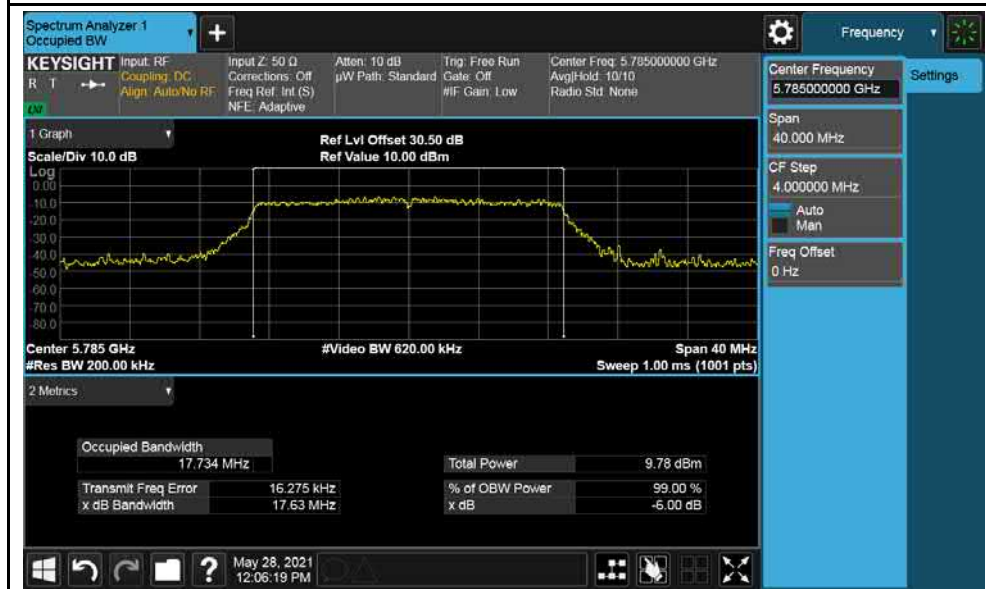 Spectrum Analyzer 1
Occupied BW
+
Frequency
KEYSIGHT
R T
LXI
Input: RF
Coupling: DC
Align: Auto/No RF
Input Z: 50 Ω
Corrections: Off
Freq Ref: Int (S)
NFE: Adaptive
Atten: 10 dB
µW Path: Standard
Trig: Free Run
Gate: Off
#IF Gain: Low
Center Freq: 5.785000000 GHz
Avg|Hold: 10/10
Radio Std: None
Center Frequency
5.785000000 GHz
Settings
Span
40.000 MHz
CF Step
4.000000 MHz
Auto
Man
Freq Offset
0 Hz
1 Graph
Scale/Div 10.0 dB
Ref Lvl Offset 30.50 dB
Ref Value 10.00 dBm
Log
0.00
-10.0
-20.0
-30.0
-40.0
-50.0
-60.0
-70.0
-80.0
Center 5.785 GHz
#Res BW 200.00 kHz
#Video BW 620.00 kHz
Span 40 MHz
Sweep 1.00 ms (1001 pts)
2 Metrics
Occupied Bandwidth
17.734 MHz
Total Power 9.78 dBm
Transmit Freq Error 16.275 kHz
% of OBW Power 99.00 %
x dB Bandwidth 17.63 MHz
x dB -6.00 dB
?
May 28, 2021
12:06:19 PM